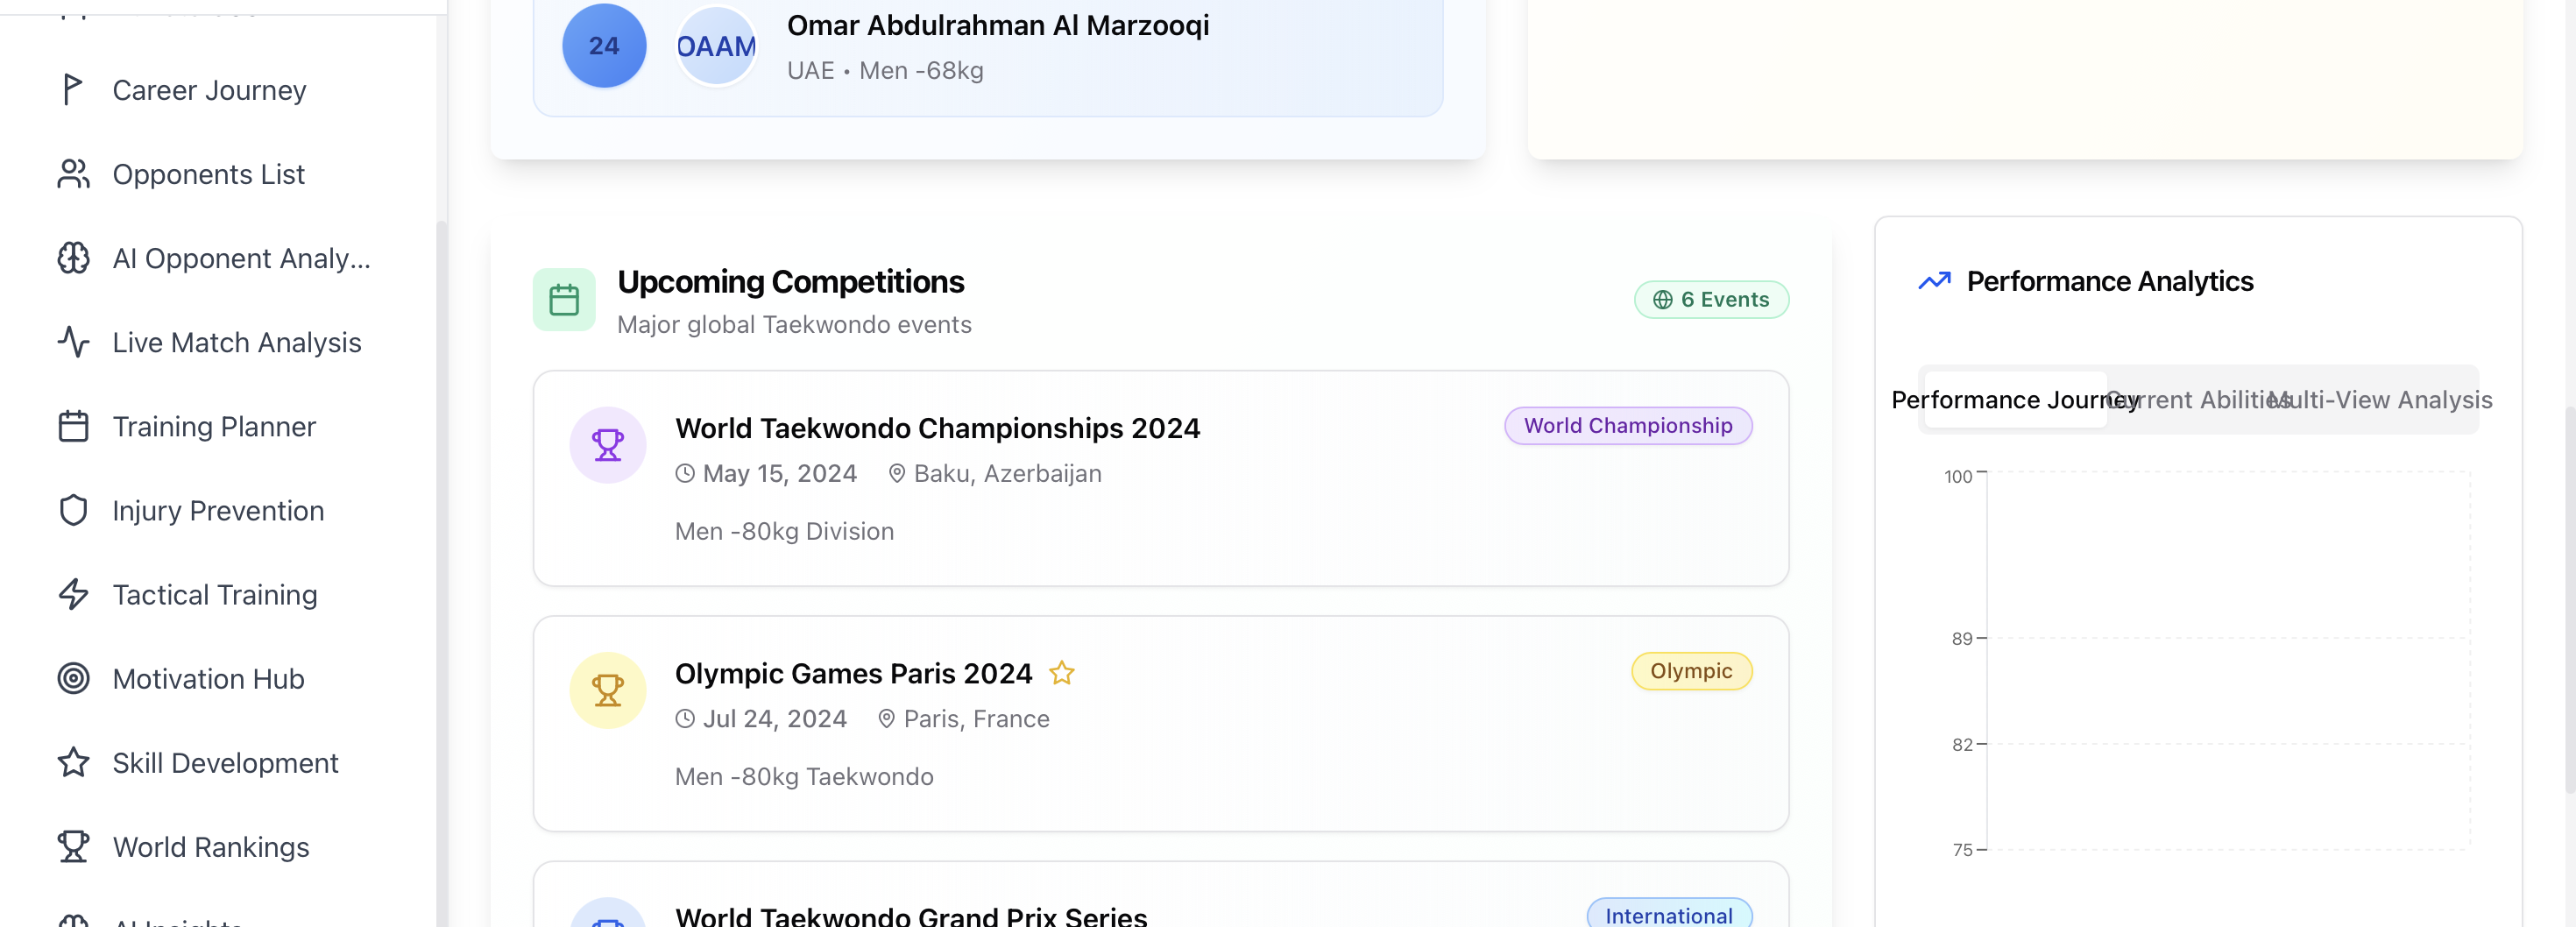 Career Journey
Opponents List
AI Opponent Analy...
Live Match Analysis
Training Planner
Injury Prevention
Tactical Training
Motivation Hub
Skill Development
World Rankings
AI Insights
24
OAAM
Omar Abdulrahman Al Marzooqi
UAE • Men -68kg
Upcoming Competitions
Major global Taekwondo events
6 Events
World Taekwondo Championships 2024
World Championship
May 15, 2024
Baku, Azerbaijan
Men -80kg Division
Olympic Games Paris 2024
Olympic
Jul 24, 2024
Paris, France
Men -80kg Taekwondo
World Taekwondo Grand Prix Series
International
Performance Analytics
Performance Journey
Current Abilities
Multi-View Analysis
100
89
82
75